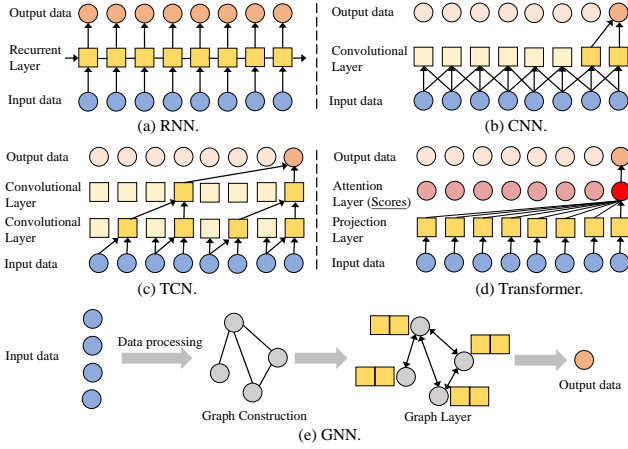 Output data
Recurrent
Layer
Input data
(a) RNN.
Output data
Convolutional
Layer
Input data
(b) CNN.
Output data
Convolutional
Layer
Convolutional
Layer
Input data
(c) TCN.
Output data
Attention
Layer (Scores)
Projection
Layer
Input data
(d) Transformer.
Input data
Data processing
Graph Construction
Graph Layer
Output data
(e) GNN.